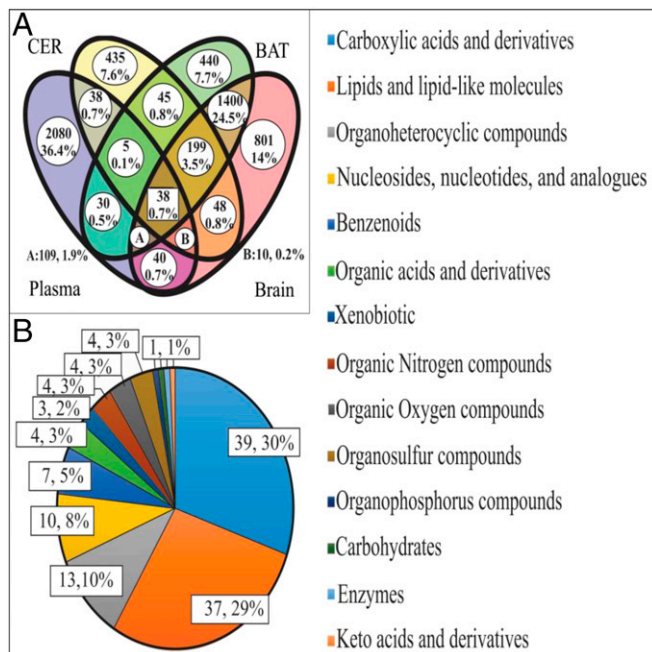 A
CER
BAT
435
7.6%
440
7.7%
38
0.7%
45
0.8%
1400
24.5%
2080
36.4%
5
0.1%
199
3.5%
801
14%
30
0.5%
38
0.7%
48
0.8%
A
B
A:109, 1.9%
40
0.7%
B:10, 0.2%
Plasma
Brain
B
4, 3%
1, 1%
4, 3%
4, 3%
3, 2%
4, 3%
7, 5%
10, 8%
13,10%
37, 29%
39, 30%
Carboxylic acids and derivatives
Lipids and lipid-like molecules
Organoheterocyclic compounds
Nucleosides, nucleotides, and analogues
Benzenoids
Organic acids and derivatives
Xenobiotic
Organic Nitrogen compounds
Organic Oxygen compounds
Organosulfur compounds
Organophosphorus compounds
Carbohydrates
Enzymes
Keto acids and derivatives